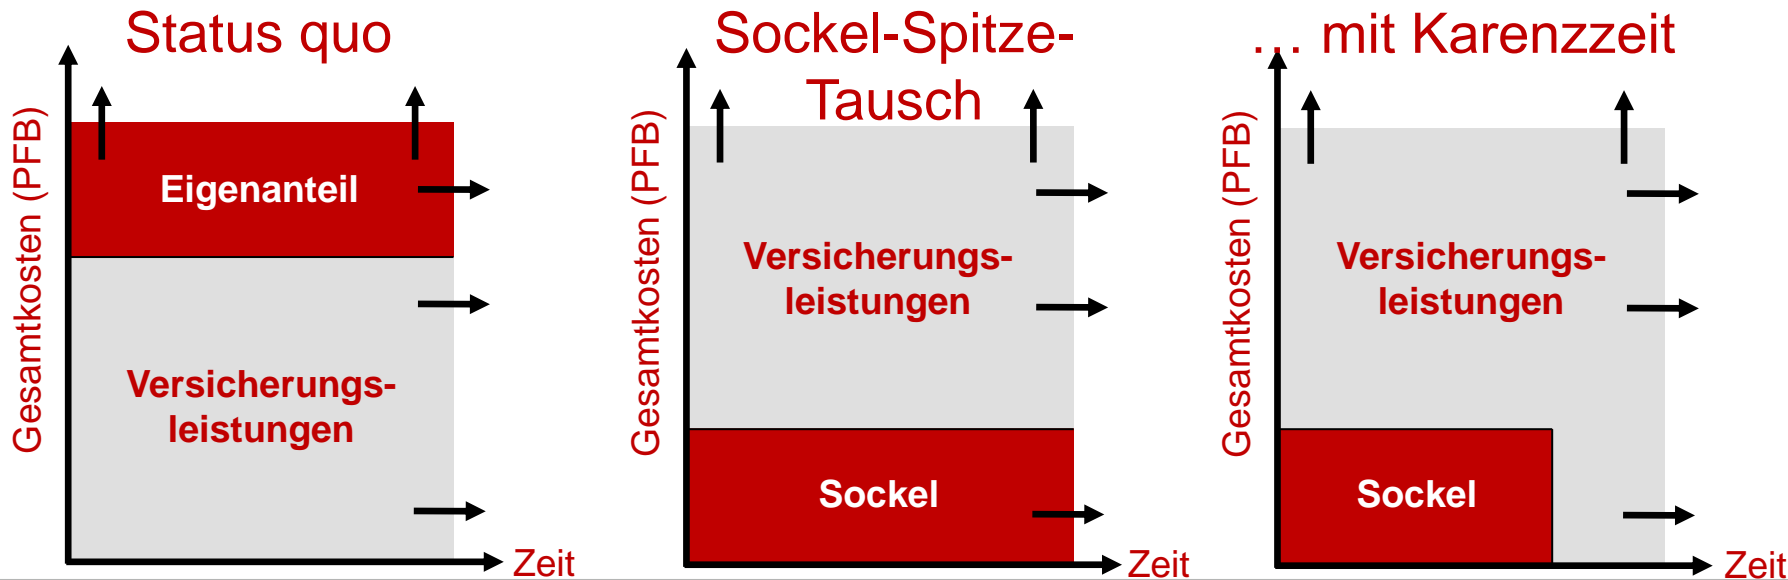 Status quo
Gesamtkosten (PFB)
Eigenanteil
Versicherungs-
leistungen
Zeit
Sockel-Spitze-
Tausch
Gesamtkosten (PFB)
Versicherungs-
leistungen
Sockel
Zeit
... mit Karenzzeit
Gesamtkosten (PFB)
Versicherungs-
leistungen
Sockel
Zeit